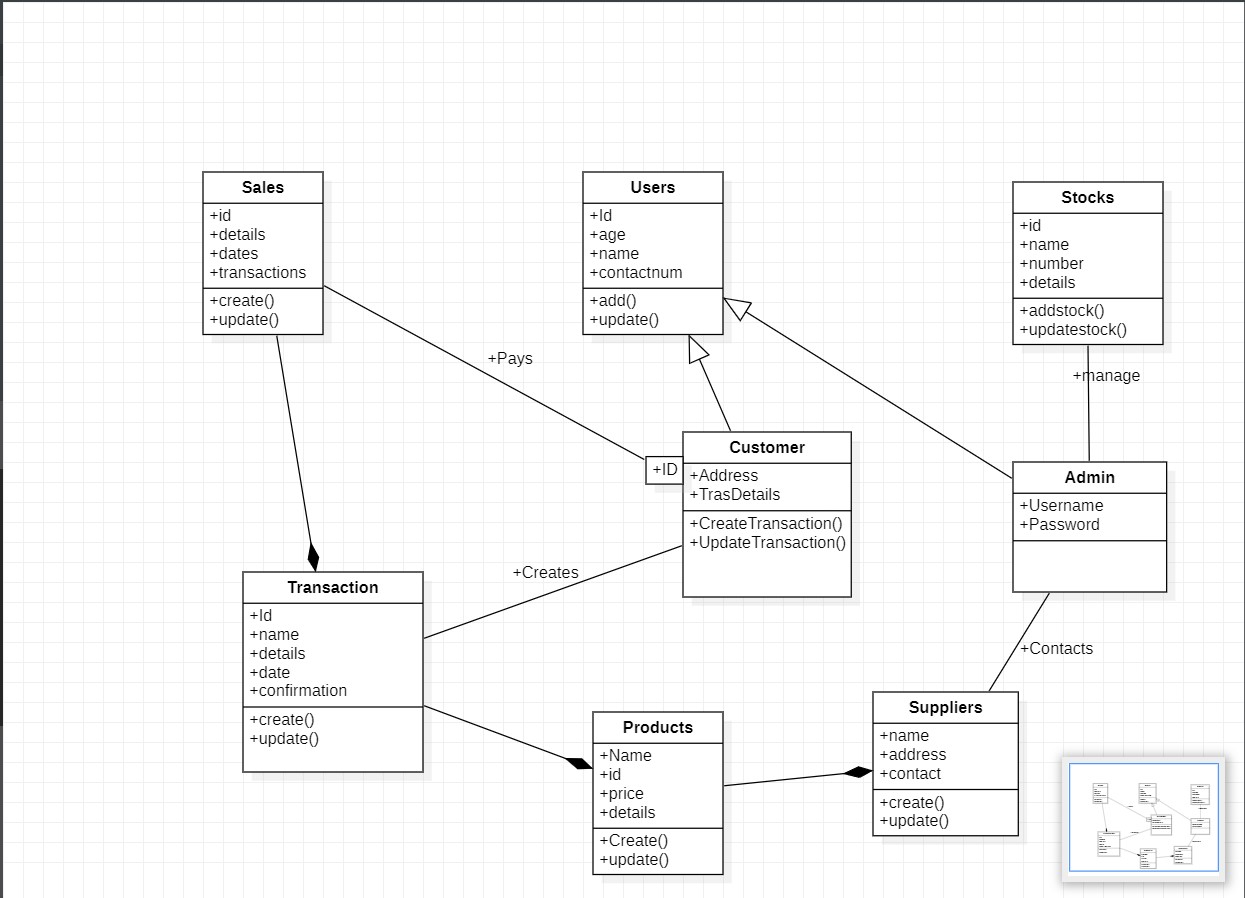 Sales
+id
+details
+dates
+transactions
+create()
+update()
Users
+Id
+age
+name
+contactnum
+add()
+update()
Stocks
+id
+name
+number
+details
+addstock()
+updatestock()
+Pays
+manage
+ID
Customer
+Address
+TrasDetails
+CreateTransaction()
+UpdateTransaction()
Admin
+Username
+Password
+Creates
Transaction
+Id
+name
+details
+date
+confirmation
+create()
+update()
+Contacts
Products
+Name
+id
+price
+details
+Create()
+update()
Suppliers
+name
+address
+contact
+create()
+update()